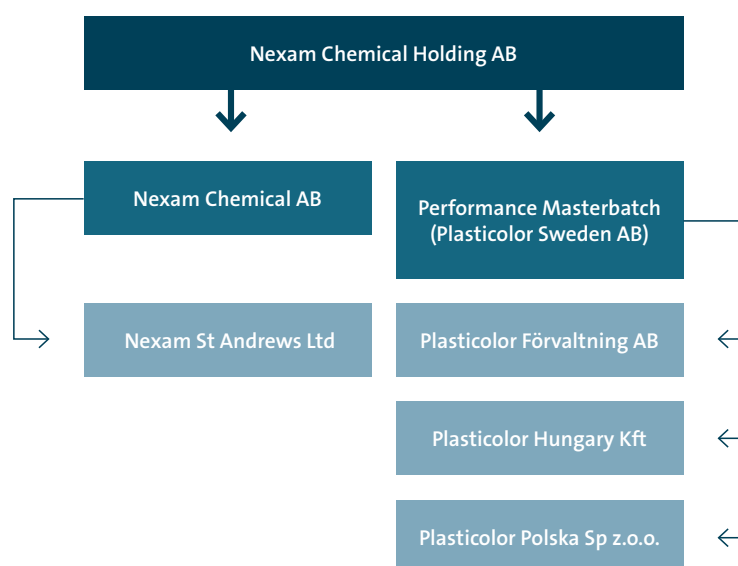 Nexam Chemical Holding AB
Nexam Chemical AB
Performance Masterbatch
(Plasticolor Sweden AB)
Nexam St Andrews Ltd
Plasticolor Förvaltning AB
Plasticolor Hungary Kft
Plasticolor Polska Sp z.o.o.